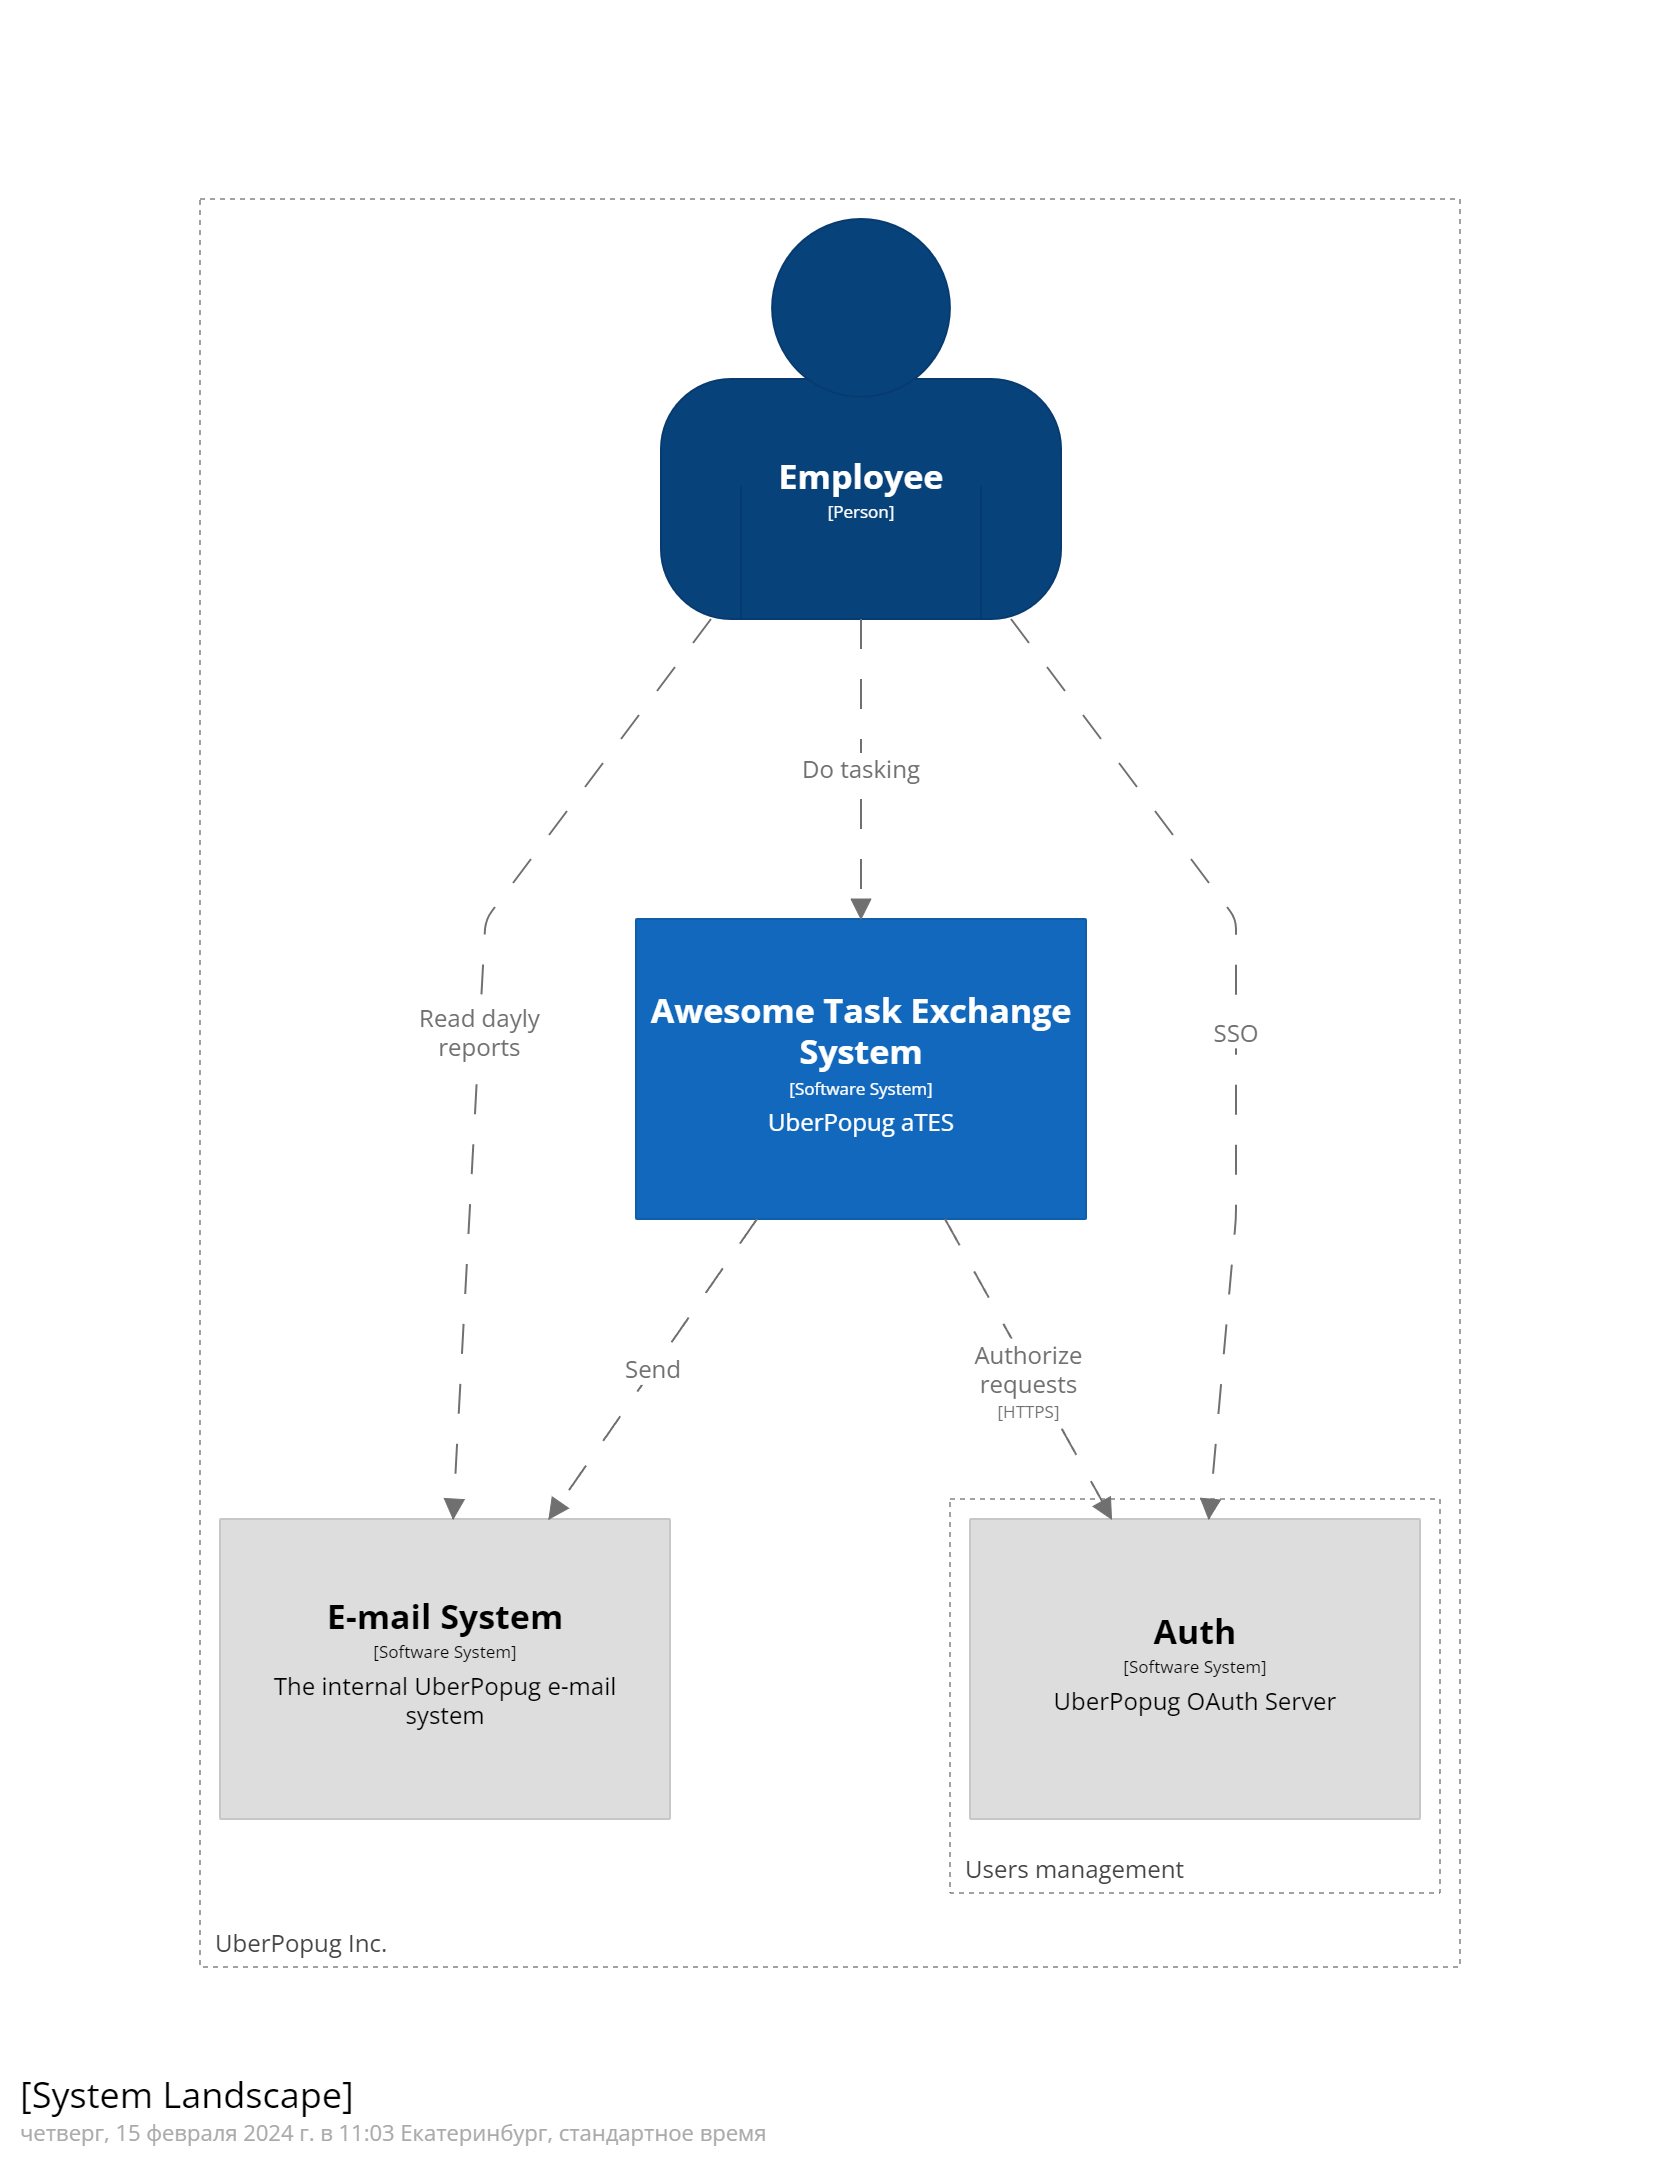 Employee
[Person]
Do tasking
Read dayly
reports
SSO
Awesome Task Exchange
System
[Software System]
UberPopug aTES
Send
Authorize
requests
[HTTPS]
E-mail System
[Software System]
The internal UberPopug e-mail
system
Auth
[Software System]
UberPopug OAuth Server
Users management
UberPopug Inc.
[System Landscape]
четверг, 15 февраля 2024 г. в 11:03 Екатеринбург, стандартное время